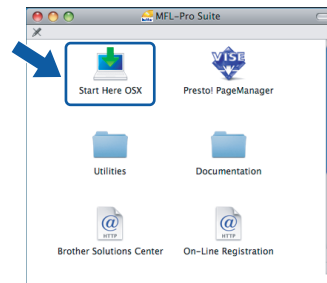 MFL-Pro Suite
VISE
Start Here OSX
Presto! PageManager
Utilities
Documentation
@
HTTP
@
HTTP
Brother Solutions Center
On-Line Registration